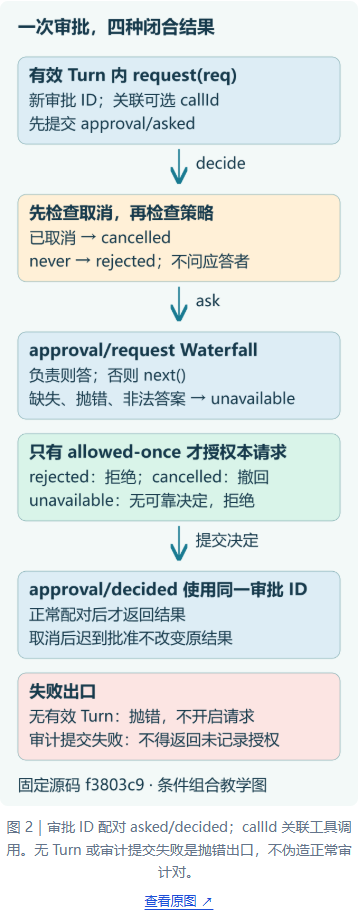 一次审批，四种闭合结果
有效 Turn 内 request(req)
新审批 ID；关联可选 callId
先提交 approval/asked
decide
先检查取消，再检查策略
已取消 → cancelled
never → rejected；不问应答者
ask
approval/request Waterfall
负责则答；否则 next()
缺失、抛错、非法答案 → unavailable
只有 allowed-once 才授权本请求
rejected：拒绝；cancelled：撤回
unavailable：无可靠决定，拒绝
提交决定
approval/decided 使用同一审批 ID
正常配对后才返回结果
取消后迟到批准不改变原结果
失败出口
无有效 Turn：抛错，不开启请求
审计提交失败：不得返回未记录授权
固定源码 f3803c9 · 条件组合教学图
图 2｜审批 ID 配对 asked/decided；callId 关联工具调
用。无 Turn 或审计提交失败是抛错出口，不伪造正常审
计对。
查看原图 ↗